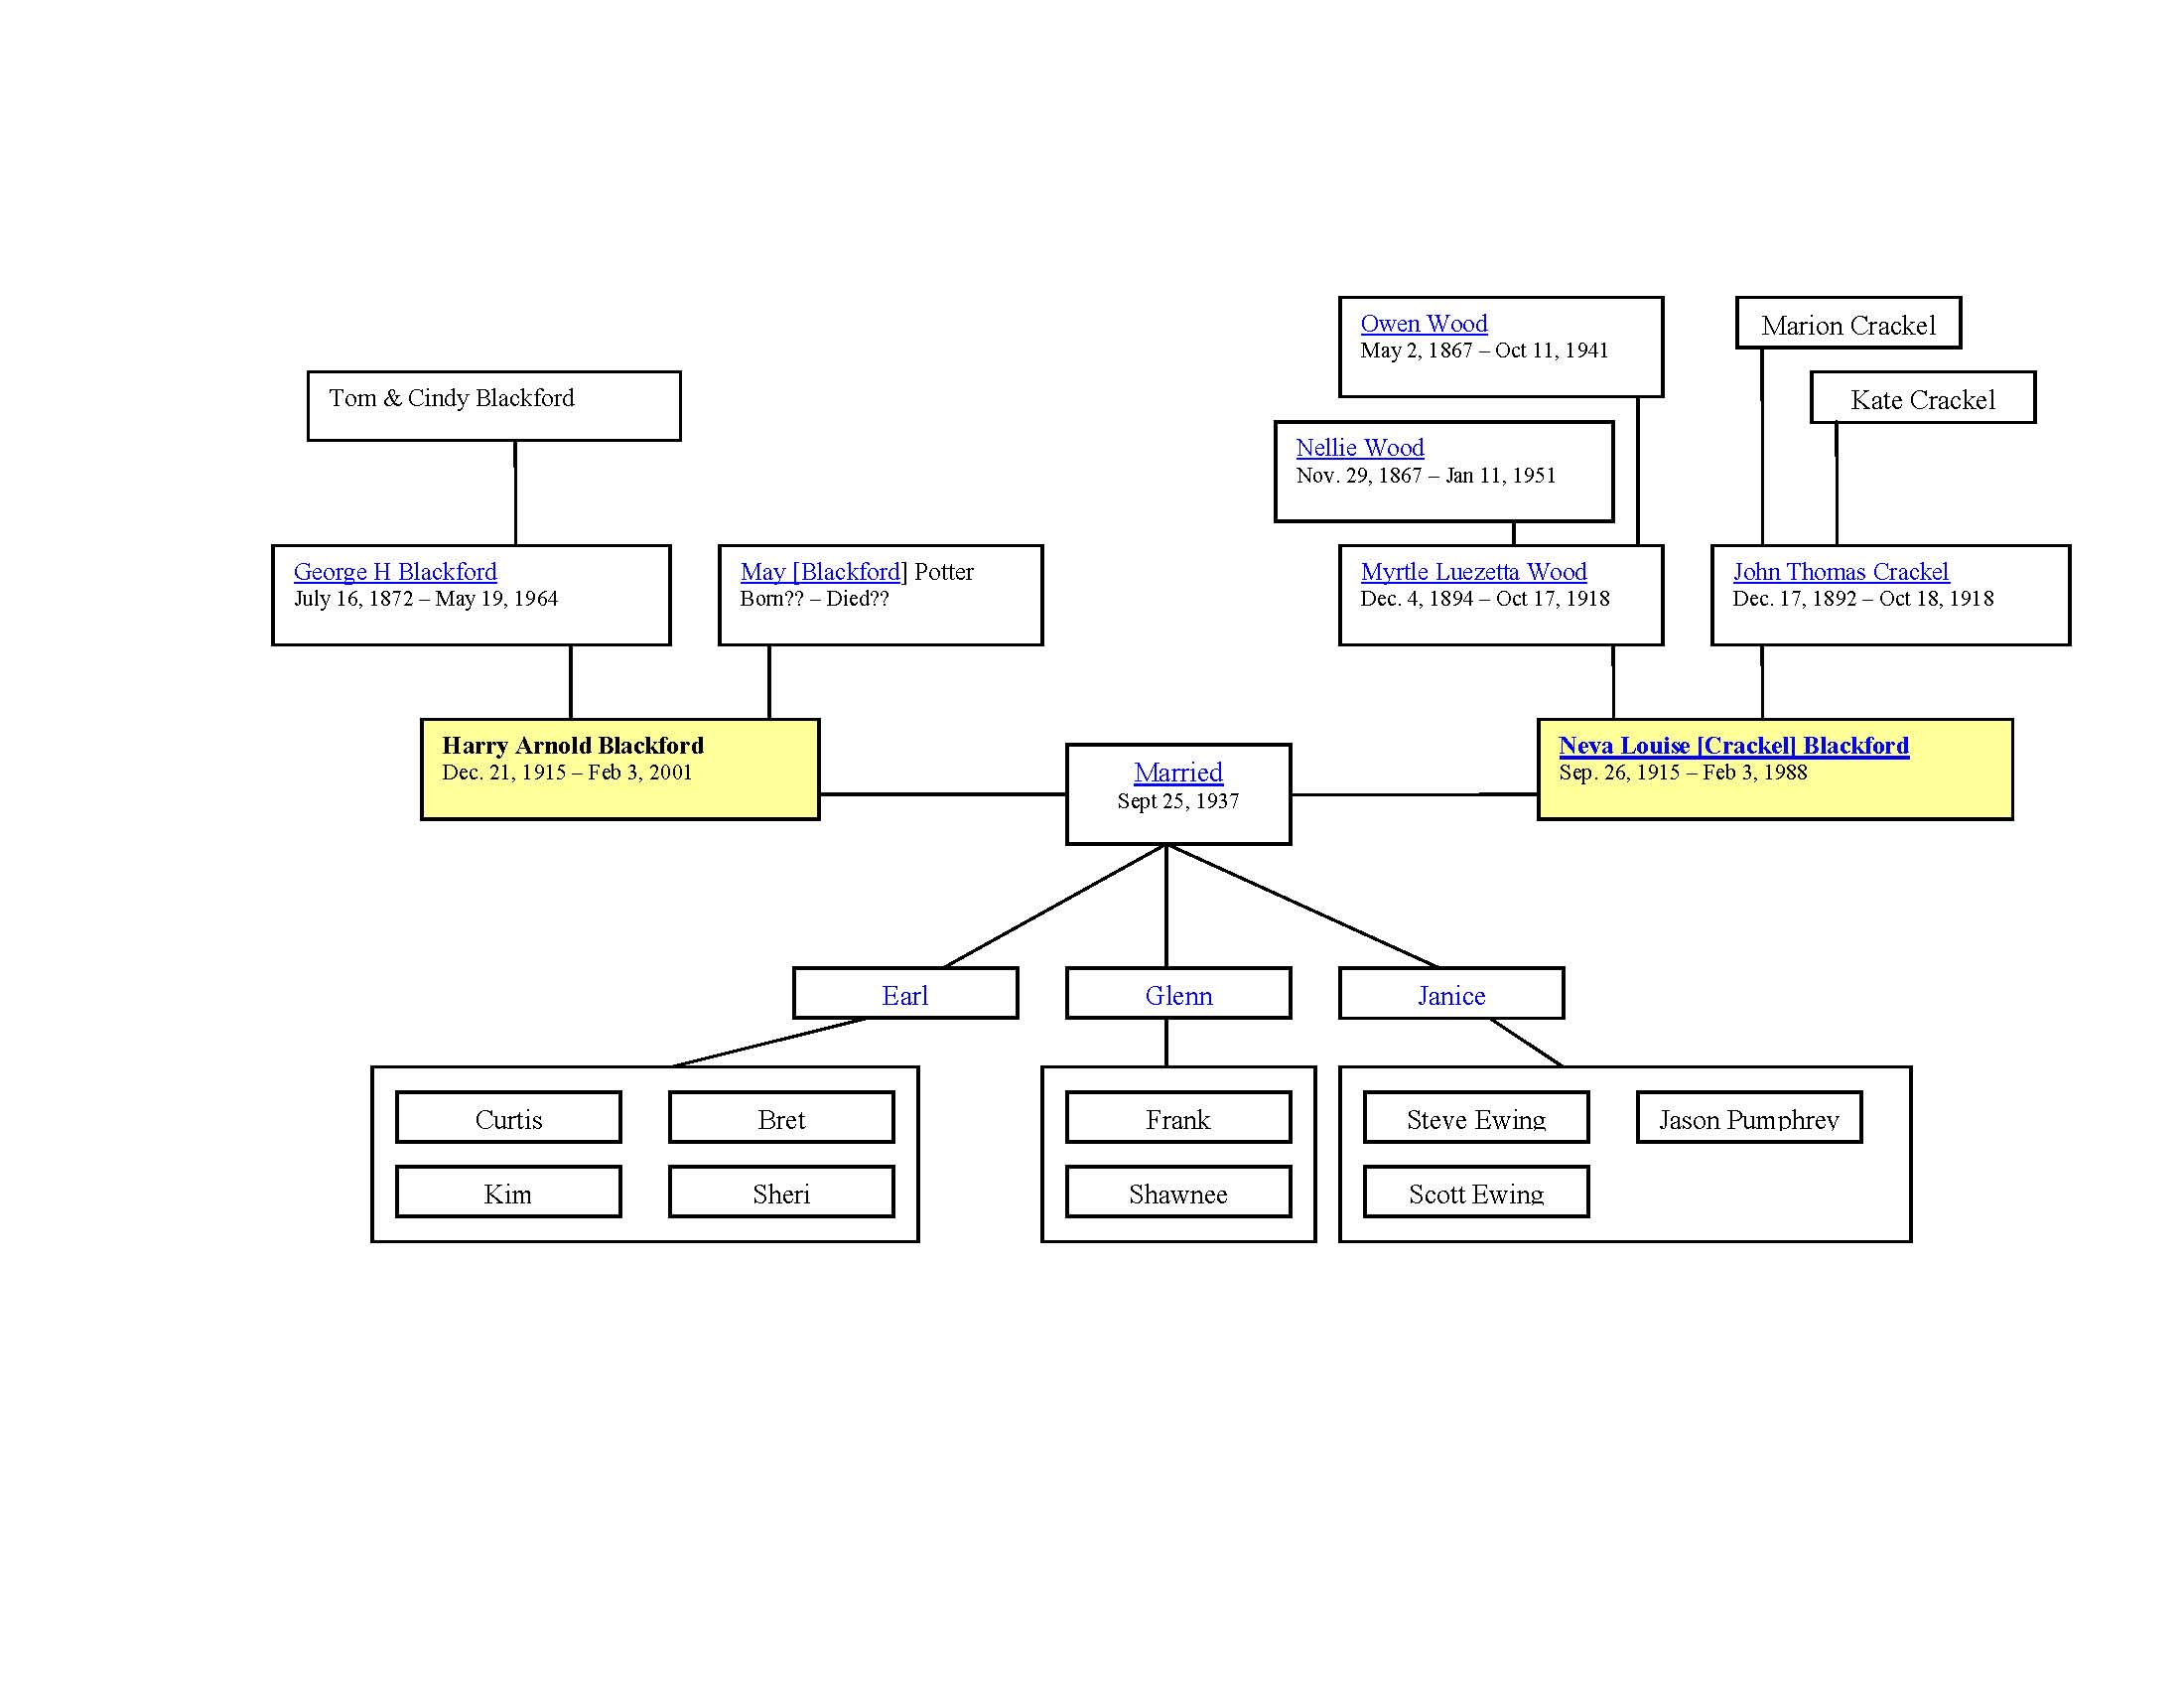 Owen Wood
May 2, 1867 – Oct 11, 1941
Marion Crackel
Tom & Cindy Blackford
Kate Crackel
Nellie Wood
Nov. 29, 1867 – Jan 11, 1951
George H Blackford
July 16, 1872 – May 19, 1964
May [Blackford] Potter
Born?? – Died??
Myrtle Luezetta Wood
Dec. 4, 1894 – Oct 17, 1918
John Thomas Crackel
Dec. 17, 1892 – Oct 18, 1918
Harry Arnold Blackford
Dec. 21, 1915 – Feb 3, 2001
Married
Sept 25, 1937
Neva Louise [Crackel] Blackford
Sep. 26, 1915 – Feb 3, 1988
Earl
Glenn
Janice
Curtis
Bret
Kim
Sheri
Frank
Shawnee
Steve Ewing
Jason Pumphrey
Scott Ewing